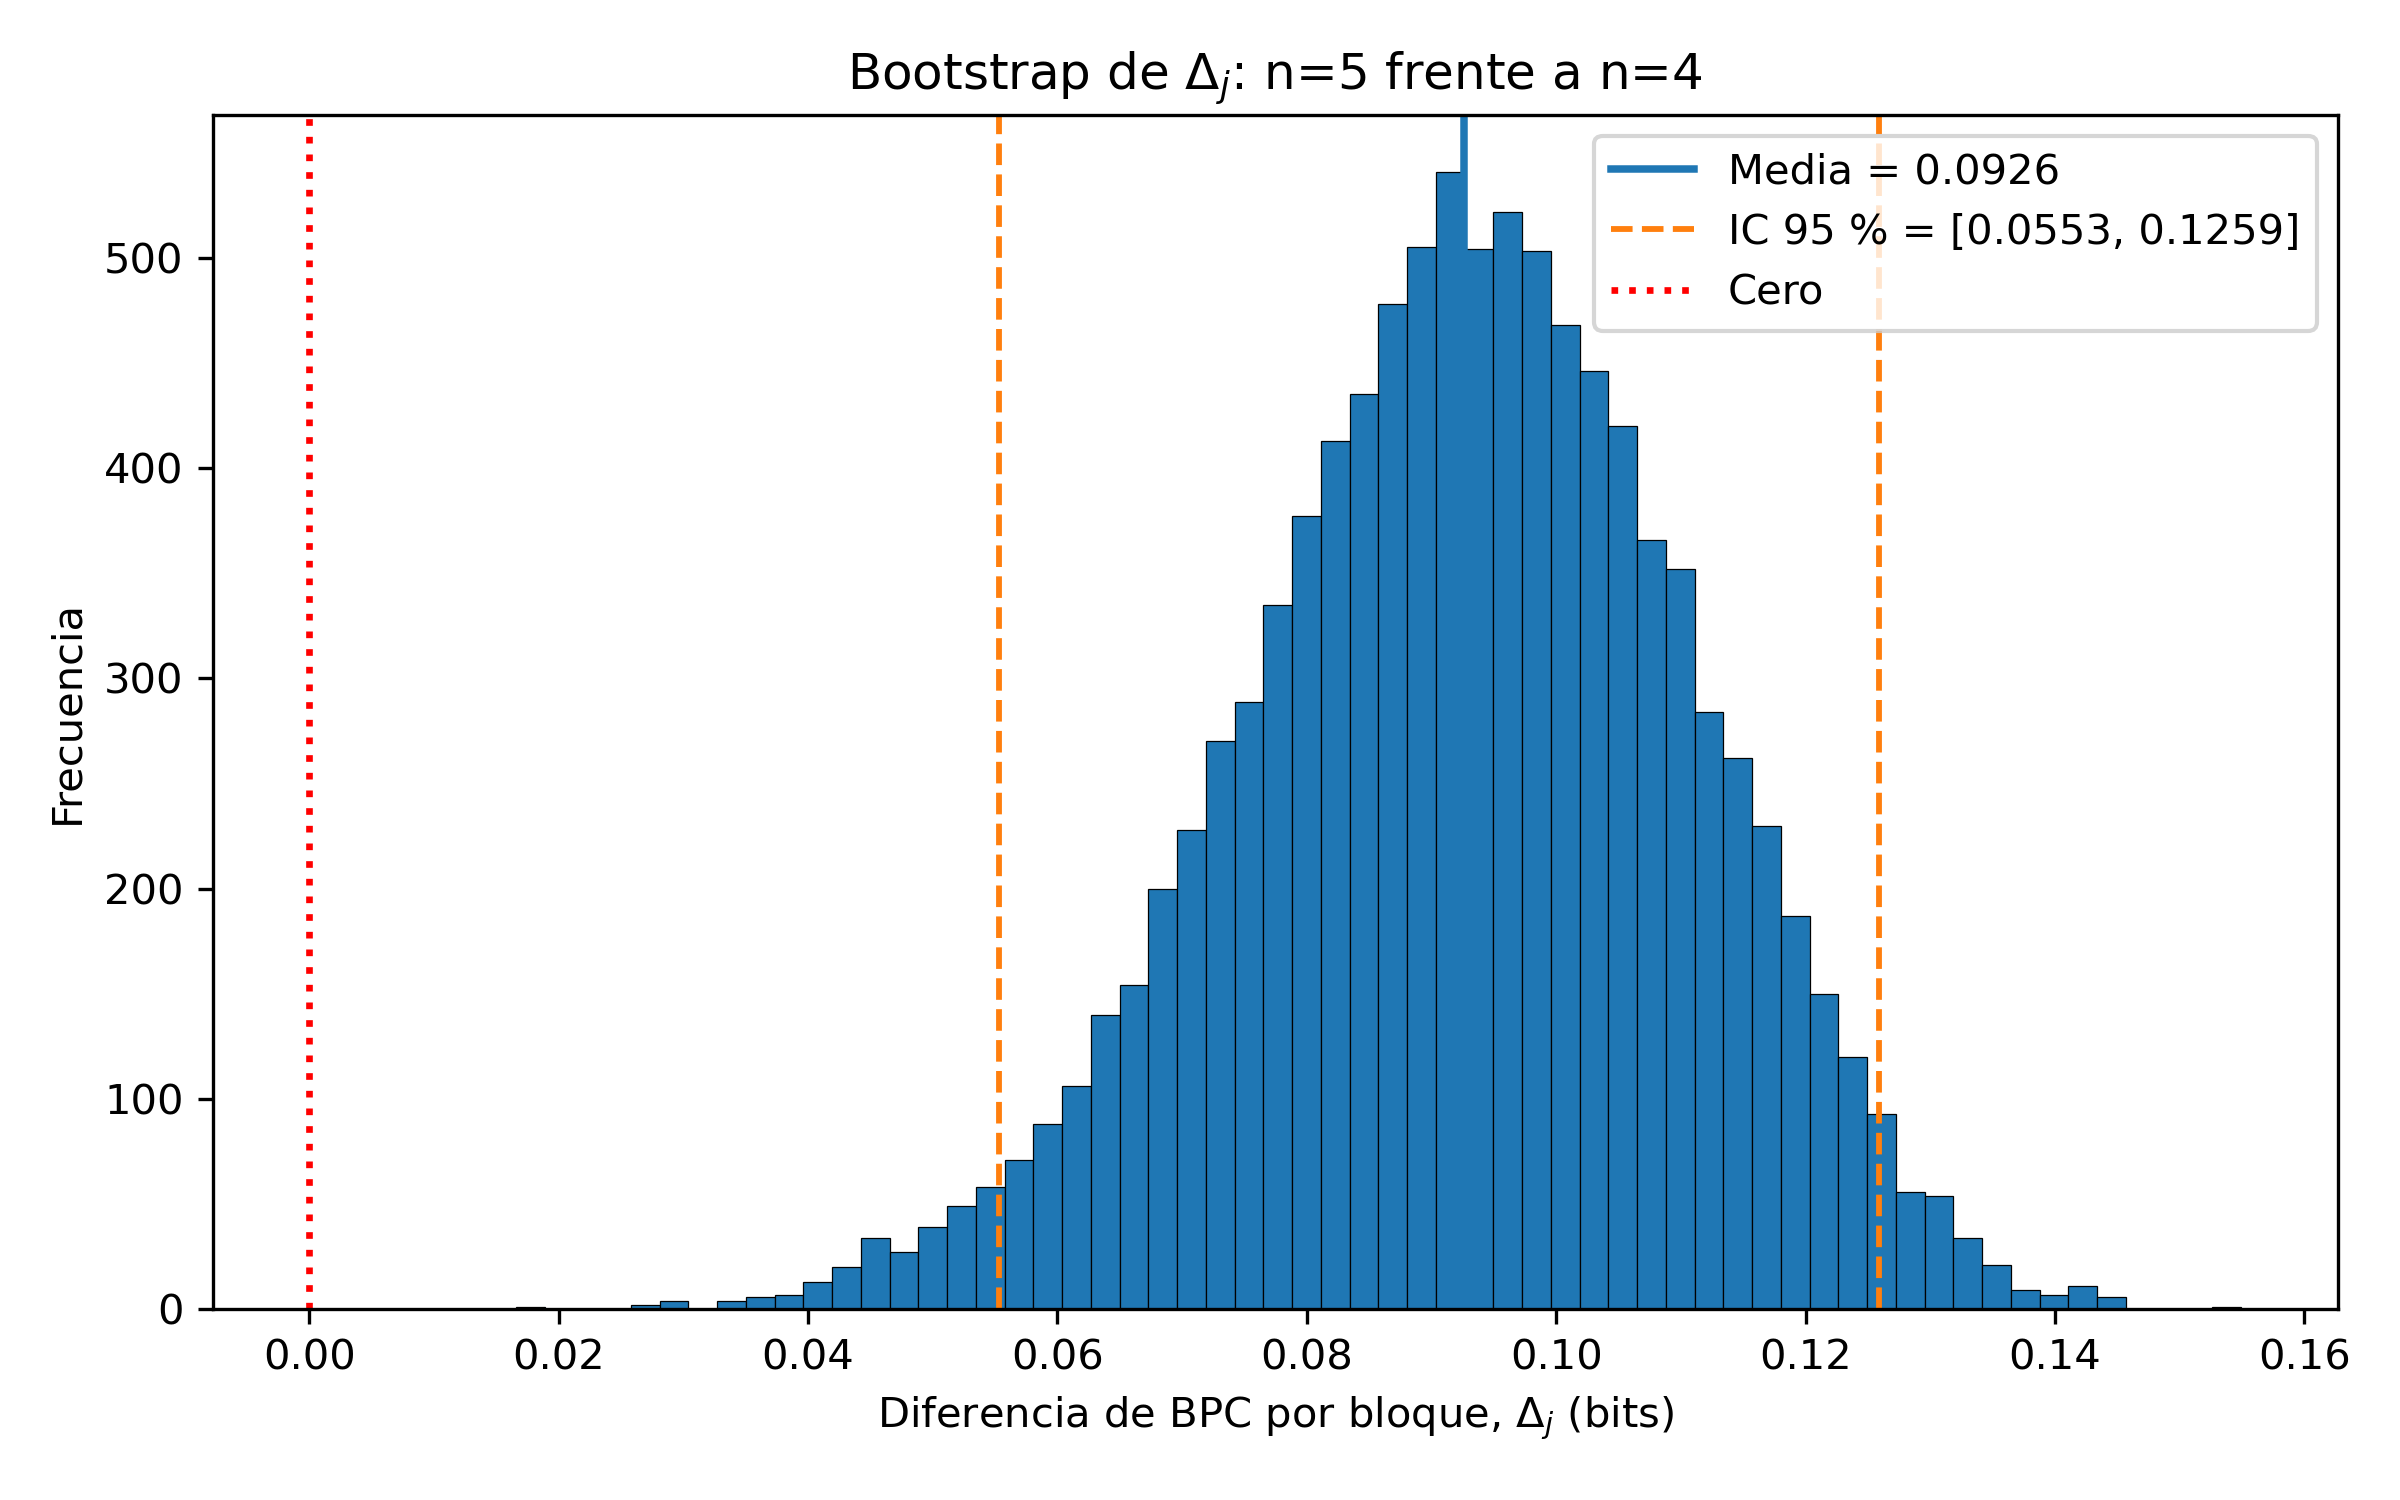 Bootstrap de Δj: n=5 frente a n=4
Media = 0.0926
IC 95 % = [0.0553, 0.1259]
Cero
Frecuencia
500
400
300
200
100
0
0.00 0.02 0.04 0.06 0.08 0.10 0.12 0.14 0.16
Diferencia de BPC por bloque, Δj (bits)